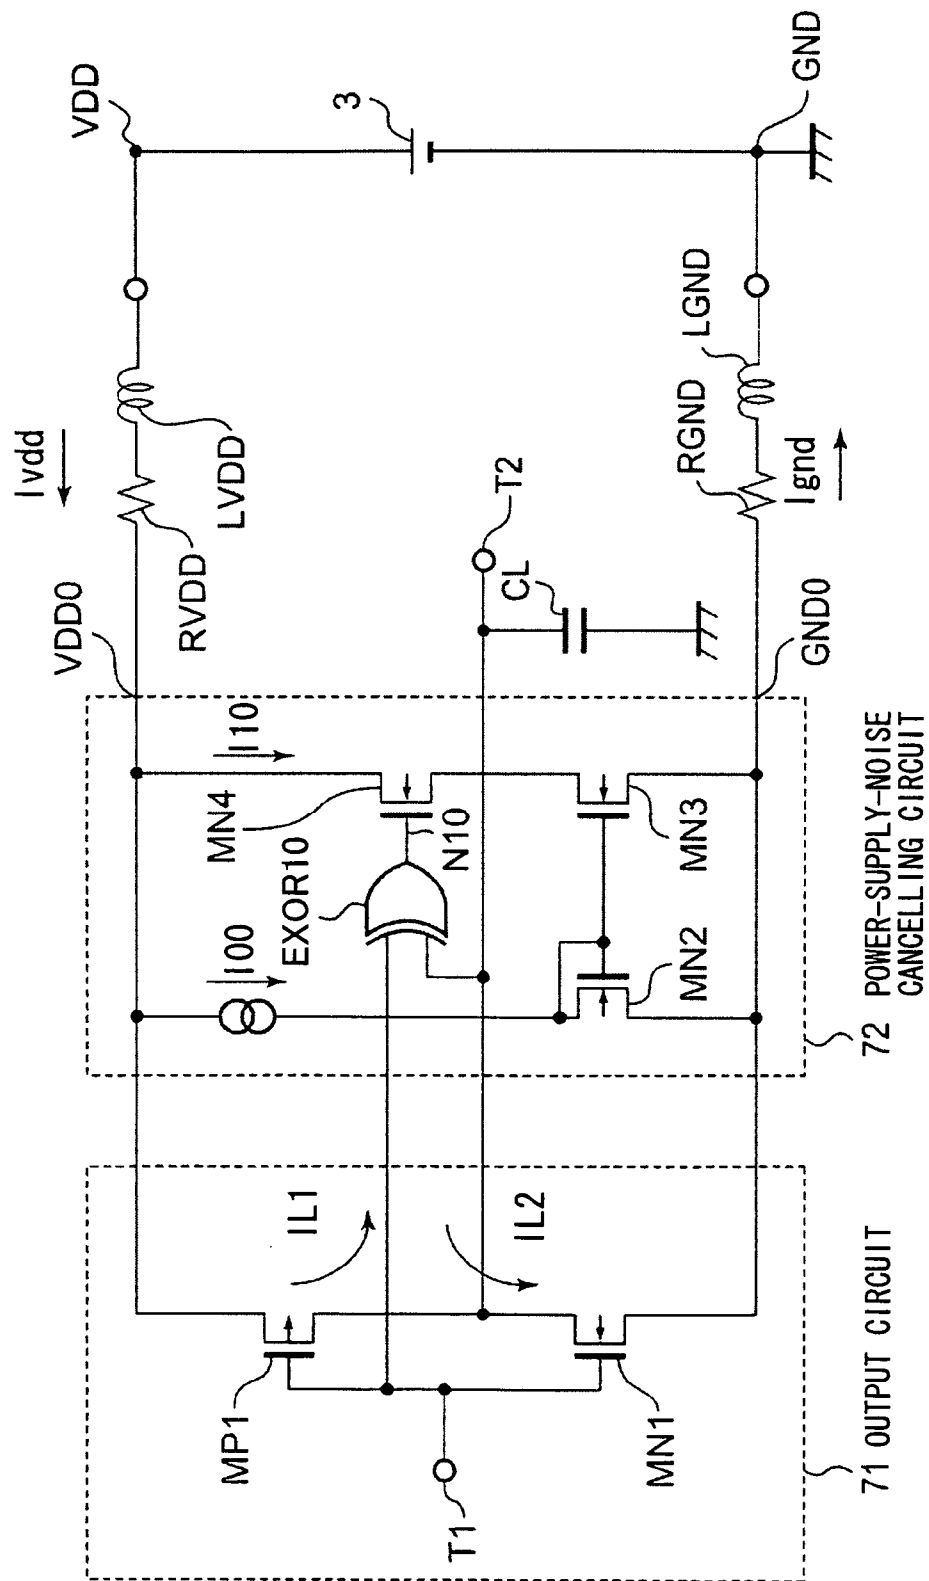 VDD
3
GND
Ivdd
LVDD
RVDD
VDD0
T2
CL
LGND
RGND
Ignd
GND0
I10
MN4
N10
EXOR10
I00
MN3
MN2
72 POWER-SUPPLY-NOISE
CANCELLING CIRCUIT
IL1
IL2
MP1
T1
MN1
71 OUTPUT CIRCUIT